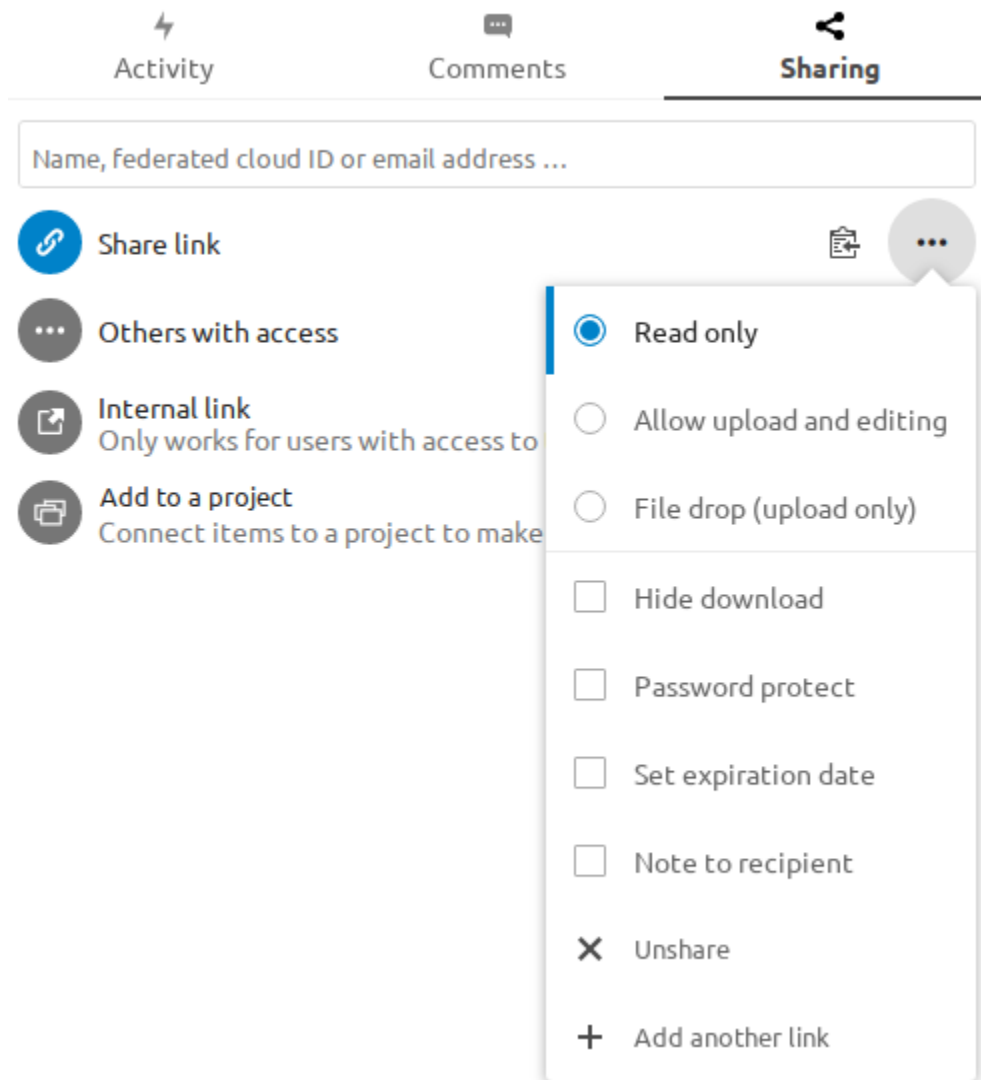 Activity
Comments
Sharing
Name, federated cloud ID or email address …
Share link
Others with access
Internal link
Only works for users with access to
Add to a project
Connect items to a project to make
Read only
Allow upload and editing
File drop (upload only)
Hide download
Password protect
Set expiration date
Note to recipient
Unshare
Add another link